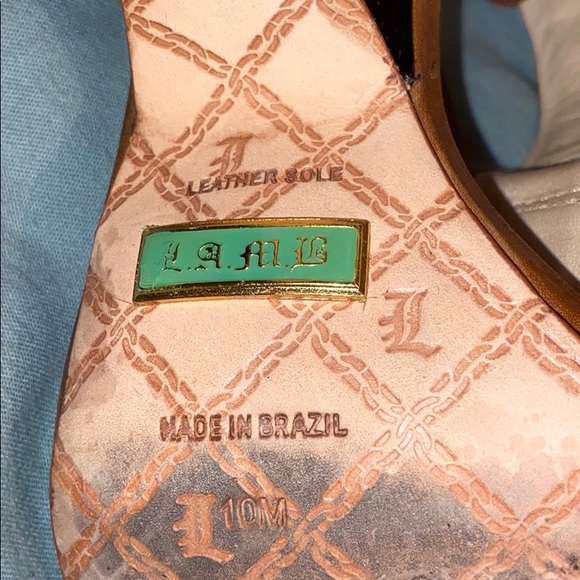 L
LEATHER SOLE
L.A.M.B
L
MADE IN BRAZIL
L 10M